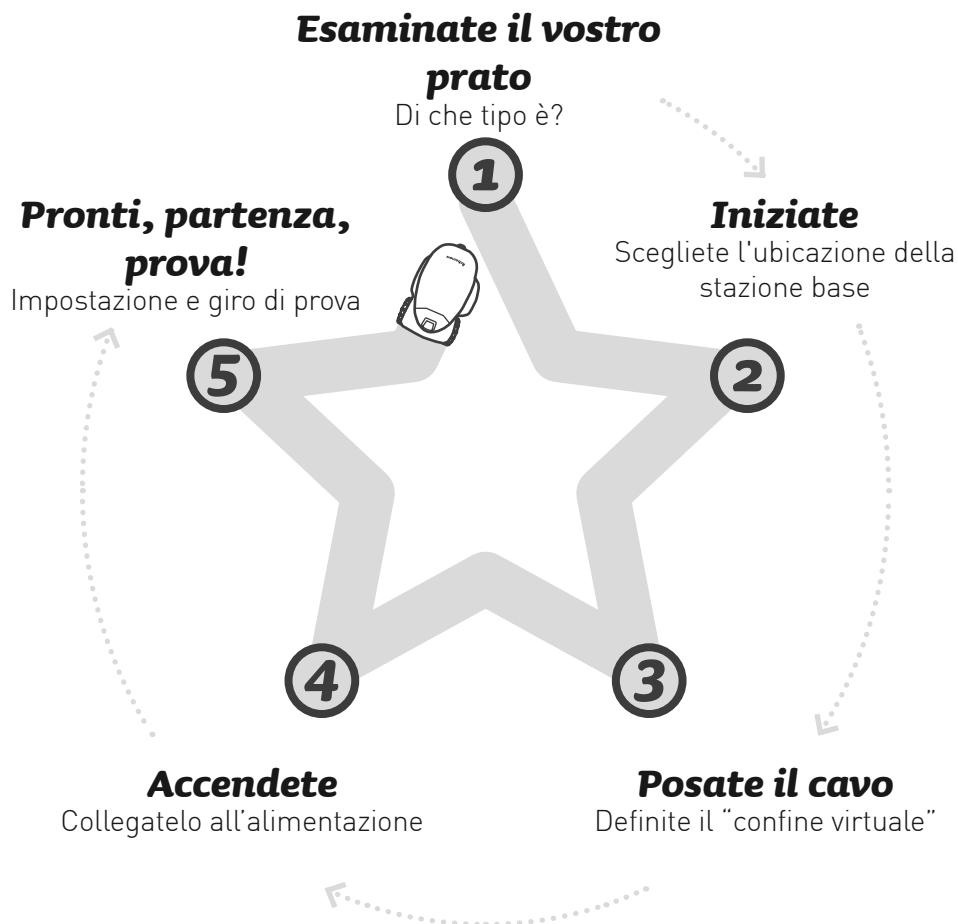 Esaminate il vostro
prato
Di che tipo è?
1
Iniziate
Scegliete l'ubicazione della
stazione base
2
Posate il cavo
Definite il “confine virtuale”
3
Accendete
Collegatelo all’alimentazione
4
Pronti, partenza,
prova!
Impostazione e giro di prova
5